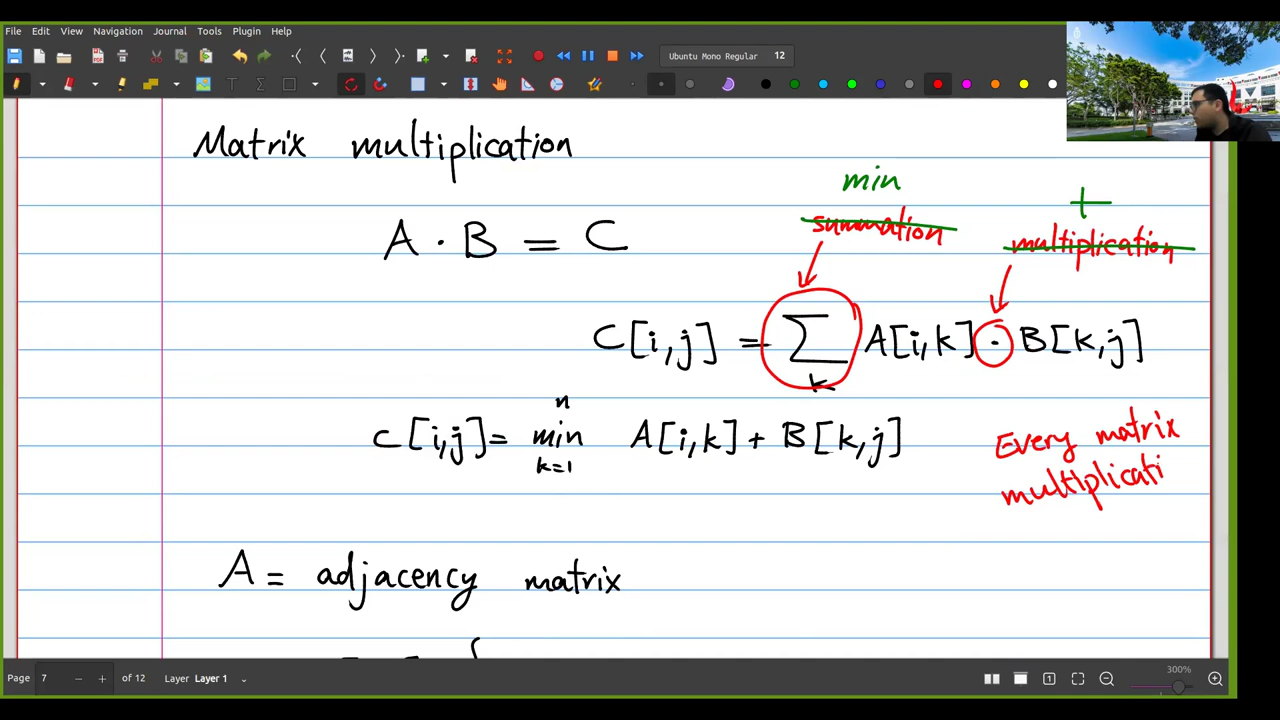 File Edit View Navigation Journal Tools Plugin Help
Ubuntu Mono Regular 12
Matrix multiplication
min
summation
+
multiplication
A · B = C
C[i,j] = ∑ A[i,k] · B[k,j]
k
n
C[i,j] = min A[i,k] + B[k,j]
k=1
Every matrix
multiplicati
A = adjacency matrix
Page 7 of 12 Layer Layer 1
300%